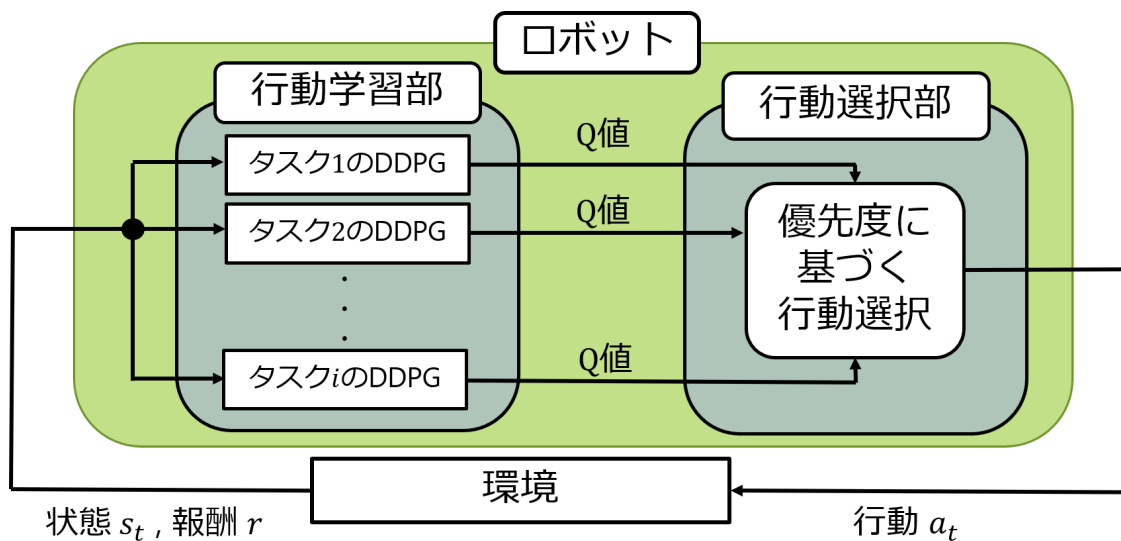 ロボット
行動学習部
行動選択部
タスク1のDDPG
Q値
タスク2のDDPG
Q値
優先度に
基づく
行動選択
・
・
・
タスクiのDDPG
Q値
環境
状態 s_t , 報酬 r
行動 a_t